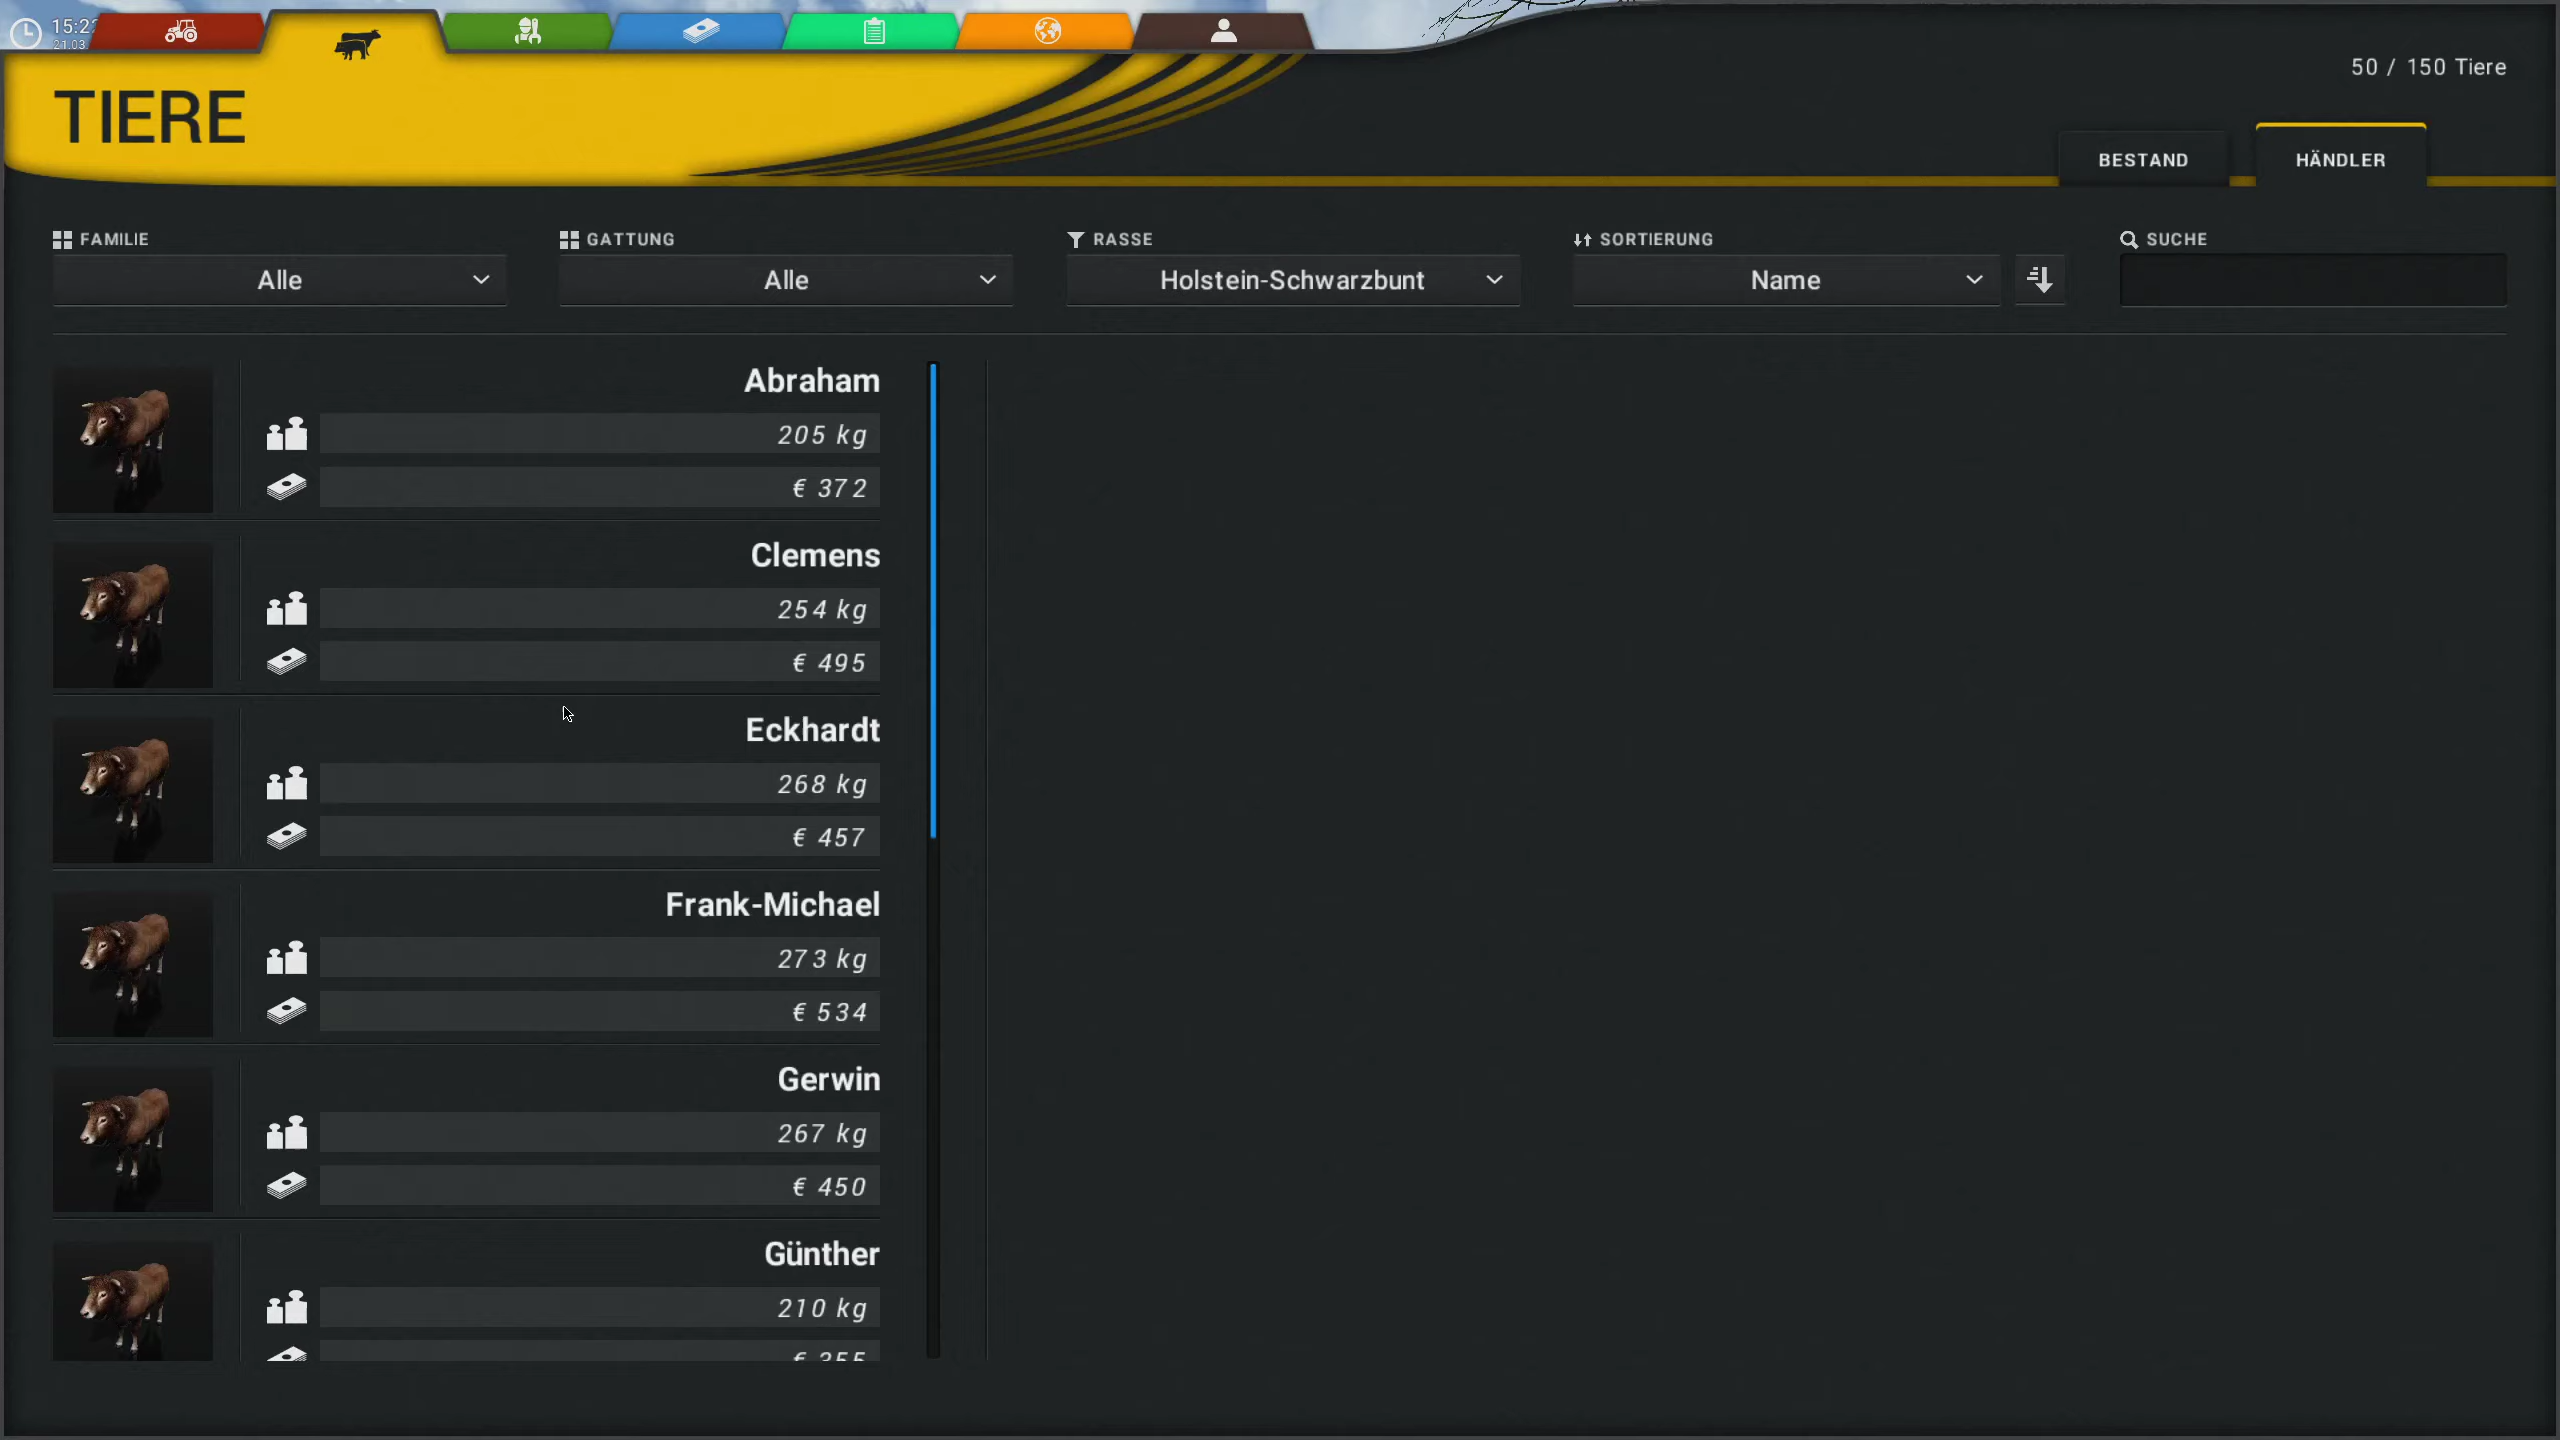 15:2
21.03.
50 / 150 Tiere
TIERE
BESTAND
HÄNDLER
FAMILIE
GATTUNG
RASSE
SORTIERUNG
SUCHE
Alle
Alle
Holstein-Schwarzbunt
Name
Abraham
205 kg
€ 372
Clemens
254 kg
€ 495
Eckhardt
268 kg
€ 457
Frank-Michael
273 kg
€ 534
Gerwin
267 kg
€ 450
Günther
210 kg
€ 355